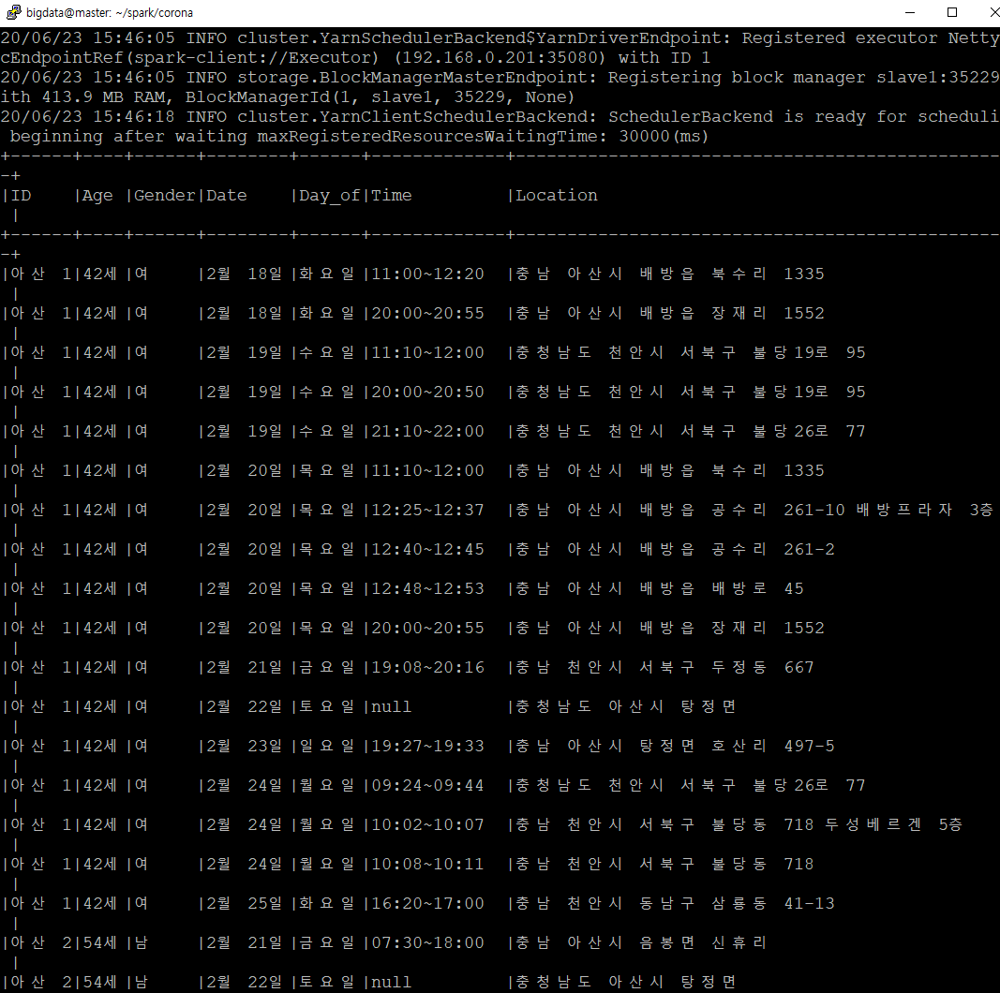 bigdata@master: ~/spark/corona
20/06/23 15:46:05 INFO cluster.YarnSchedulerBackend$YarnDriverEndpoint: Registered executor Netty
cEndpointRef(spark-client://Executor) (192.168.0.201:35080) with ID 1
20/06/23 15:46:05 INFO storage.BlockManagerMasterEndpoint: Registering block manager slave1:35229
ith 413.9 MB RAM, BlockManagerId(1, slave1, 35229, None)
20/06/23 15:46:18 INFO cluster.YarnClientSchedulerBackend: SchedulerBackend is ready for scheduli
beginning after waiting maxRegisteredResourcesWaitingTime: 30000(ms)
+------+----+------+--------+------+-------------+-----------------------------------------------
-+
|ID    |Age |Gender|Date    |Day_of|Time         |Location
|
+------+----+------+--------+------+-------------+-----------------------------------------------
-+
|아산 1|42세|여    |2월 18일|화요일|11:00~12:20  |충남 아산시 배방읍 북수리 1335
|
|아산 1|42세|여    |2월 18일|화요일|20:00~20:55  |충남 아산시 배방읍 장재리 1552
|
|아산 1|42세|여    |2월 19일|수요일|11:10~12:00  |충청남도 천안시 서북구 불당19로 95
|
|아산 1|42세|여    |2월 19일|수요일|20:00~20:50  |충청남도 천안시 서북구 불당19로 95
|
|아산 1|42세|여    |2월 19일|수요일|21:10~22:00  |충청남도 천안시 서북구 불당26로 77
|
|아산 1|42세|여    |2월 20일|목요일|11:10~12:00  |충남 아산시 배방읍 북수리 1335
|
|아산 1|42세|여    |2월 20일|목요일|12:25~12:37  |충남 아산시 배방읍 공수리 261-10 배방프라자 3층
|
|아산 1|42세|여    |2월 20일|목요일|12:40~12:45  |충남 아산시 배방읍 공수리 261-2
|
|아산 1|42세|여    |2월 20일|목요일|12:48~12:53  |충남 아산시 배방읍 배방로 45
|
|아산 1|42세|여    |2월 20일|목요일|20:00~20:55  |충남 아산시 배방읍 장재리 1552
|
|아산 1|42세|여    |2월 21일|금요일|19:08~20:16  |충남 천안시 서북구 두정동 667
|
|아산 1|42세|여    |2월 22일|토요일|null         |충청남도 아산시 탕정면
|
|아산 1|42세|여    |2월 23일|일요일|19:27~19:33  |충남 아산시 탕정면 호산리 497-5
|
|아산 1|42세|여    |2월 24일|월요일|09:24~09:44  |충청남도 천안시 서북구 불당26로 77
|
|아산 1|42세|여    |2월 24일|월요일|10:02~10:07  |충남 천안시 서북구 불당동 718 두성베르겐 5층
|
|아산 1|42세|여    |2월 24일|월요일|10:08~10:11  |충남 천안시 서북구 불당동 718
|
|아산 1|42세|여    |2월 25일|화요일|16:20~17:00  |충남 천안시 동남구 삼룡동 41-13
|
|아산 2|54세|남    |2월 21일|금요일|07:30~18:00  |충남 아산시 음봉면 신휴리
|
|아산 2|54세|남    |2월 22일|토요일|null         |충청남도 아산시 탕정면